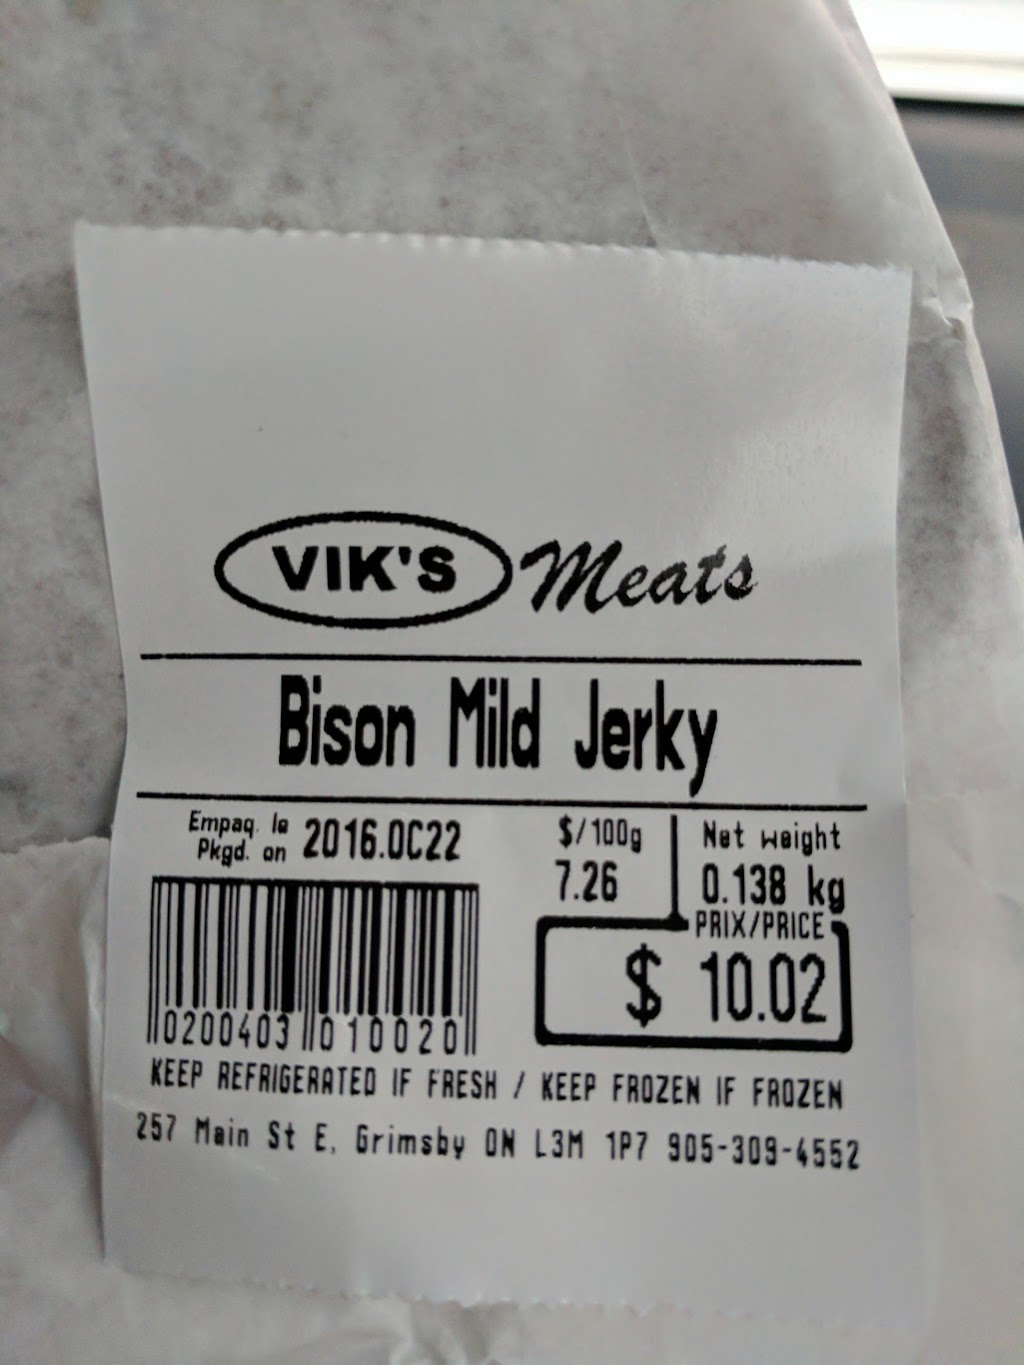 VIK'S Meats
Bison Mild Jerky
Empaq. le
Pkgd. on 2016.OC22
$/100g
7.26
Net weight
0.138 kg
PRIX/PRICE
$ 10.02
0200403 010020
KEEP REFRIGERATED IF FRESH / KEEP FROZEN IF FROZEN
257 Main St E, Grimsby ON L3M 1P7 905-309-4552